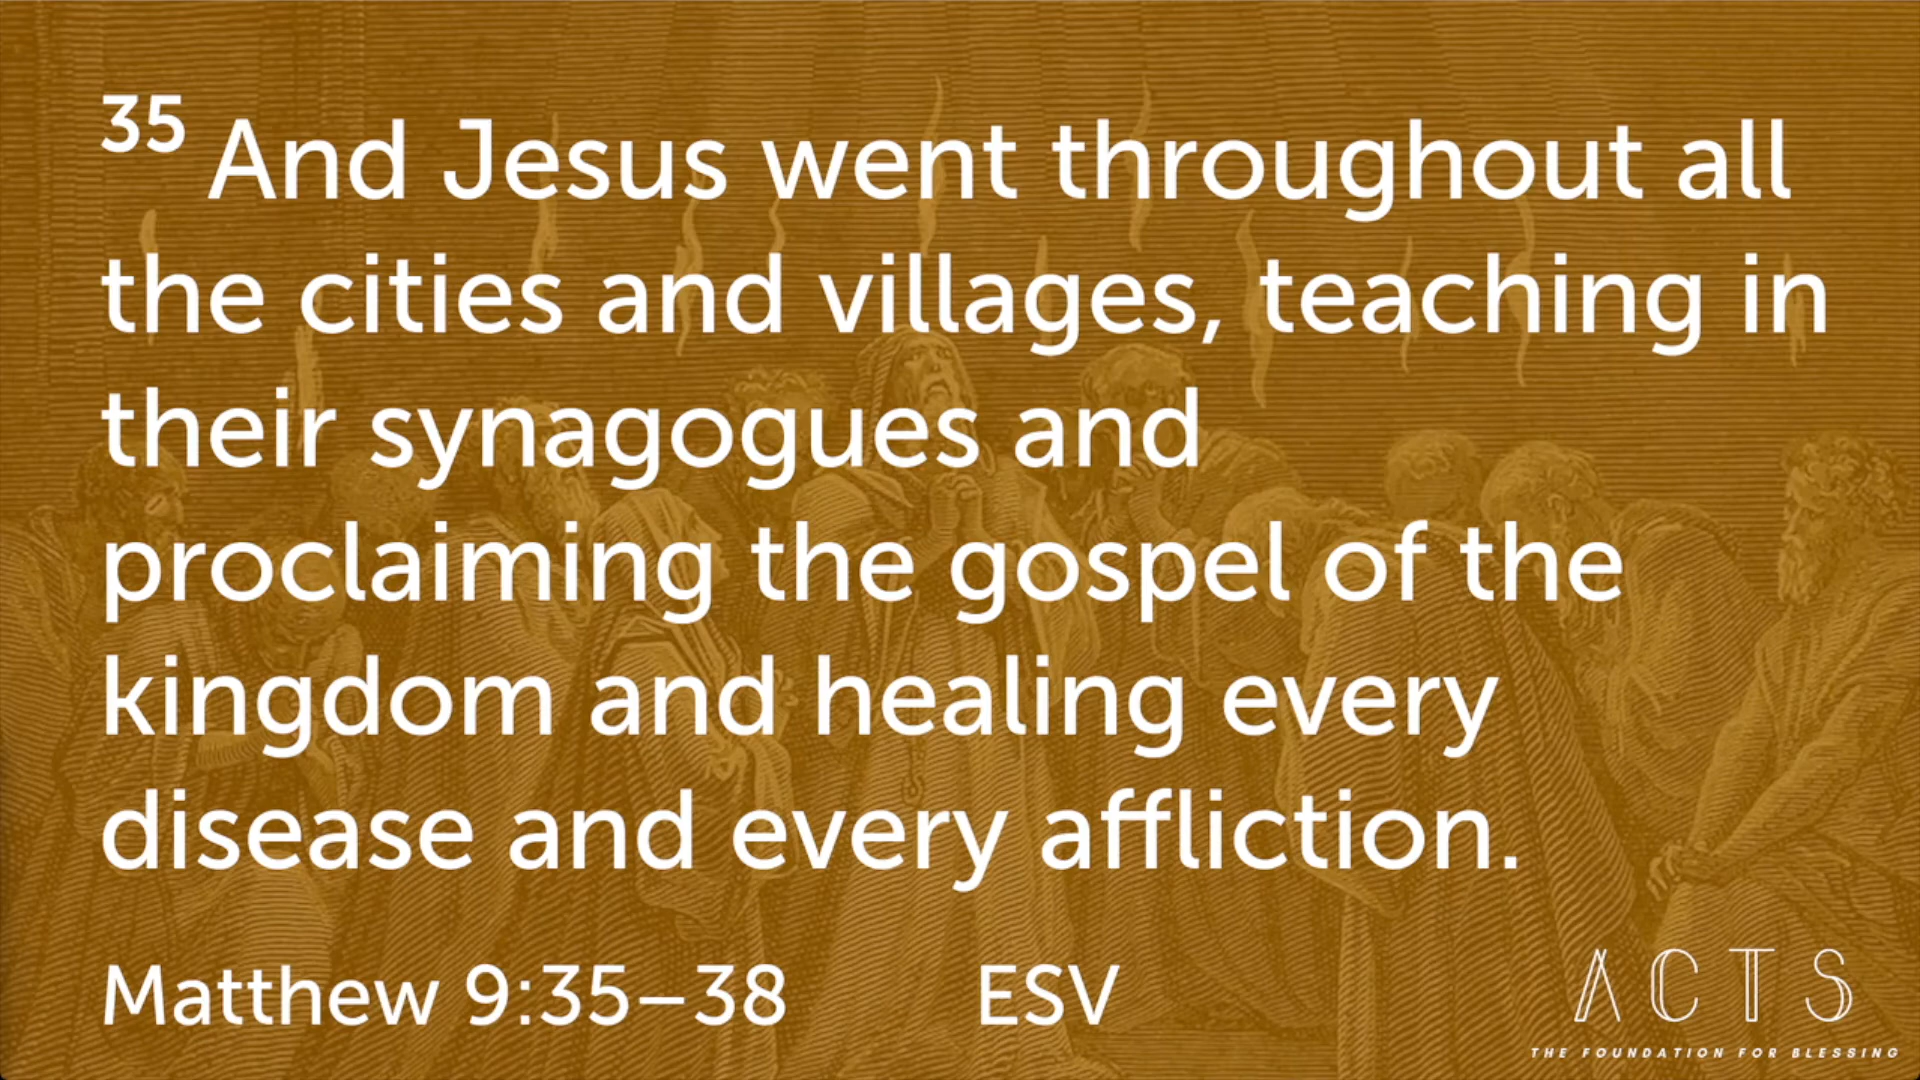 35 And Jesus went throughout all
the cities and villages, teaching in
their synagogues and
proclaiming the gospel of the
kingdom and healing every
disease and every affliction.
Matthew 9:35–38 ESV
ACTS
THE FOUNDATION FOR BLESSING